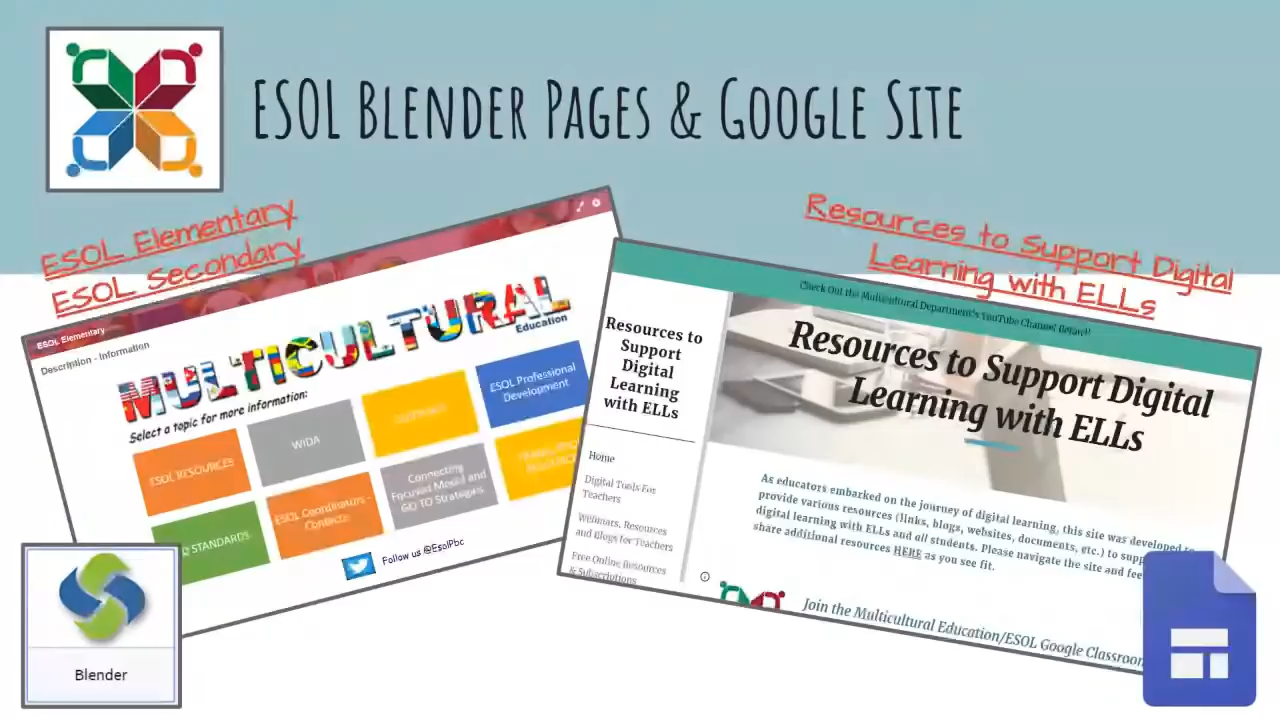 ESOL Blender Pages & Google Site
ESOL Elementary
ESOL Secondary
Resources to Support Digital
Learning with ELLs
ESOL Elementary
Description - Information
MULTICULTURAL
Education
Select a topic for more information:
ESOL RESOURCES
WIDA
ESOL Professional
Development
STANDARDS
ESOL Coordinators -
Contacts
Connecting
Focused Model and
GO TO Strategies
Follow us @EsolPbc
Blender
Check Out the Multicultural Department's YouTube Channel Below!!
Resources to
Support
Digital
Learning
with ELLs
Home
Digital Tools For
Teachers
Webinars, Resources
and Blogs for Teachers
Free Online Resources
& Subscriptions
Resources to Support Digital
Learning with ELLs
As educators embarked on the journey of digital learning, this site was developed to
provide various resources (links, blogs, websites, documents, etc.) to
digital learning with ELLs and all students. Please navigate the site and
share additional resources HERE as you see fit.
Join the Multicultural Education/ESOL Google